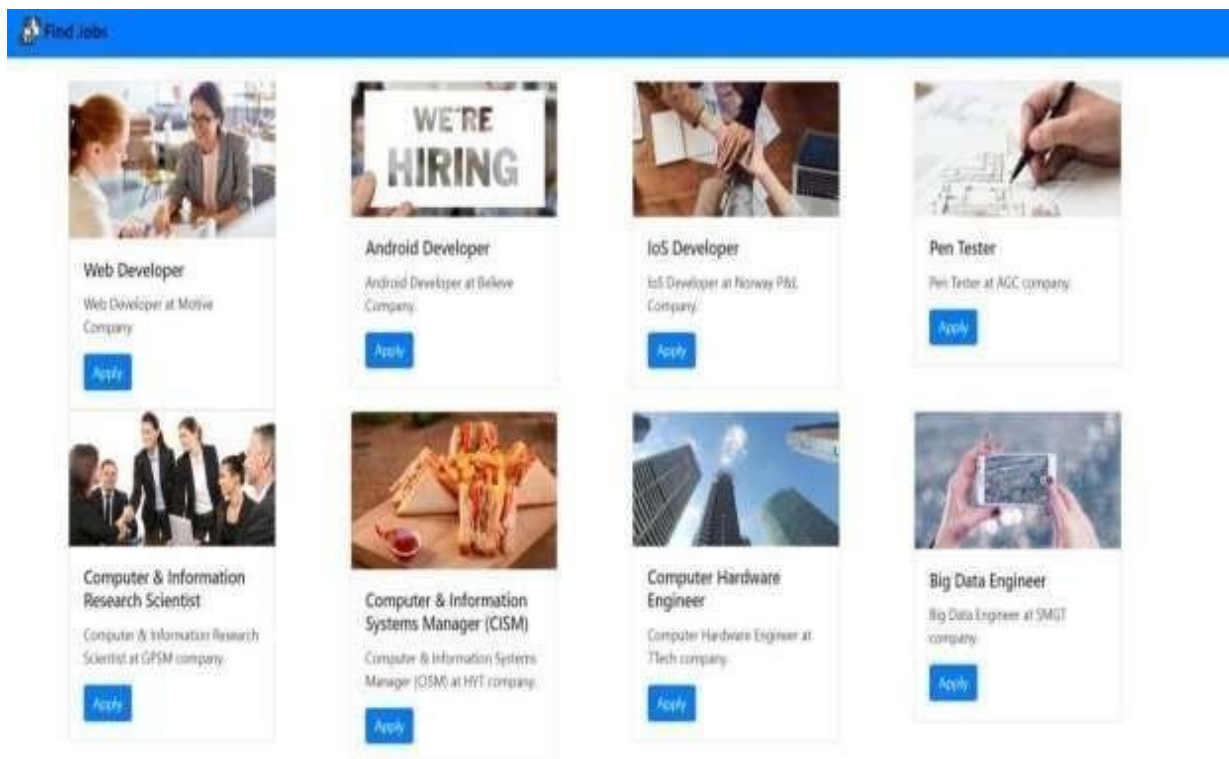 Find Jobs
WE'RE
HIRING
Web Developer
Web Developer at Motive
Company.
Apply
Android Developer
Android Developer at Believe
Company.
Apply
IoS Developer
IoS Developer at Norway P&L
Company.
Apply
Pen Tester
Pen Tester at AGC company.
Apply
Computer & Information
Research Scientist
Computer & Information Research
Scientist at GPSM company.
Apply
Computer & Information
Systems Manager (CISM)
Computer & Information Systems
Manager (CISM) at HYT company.
Apply
Computer Hardware
Engineer
Computer Hardware Engineer at
7Tech company.
Apply
Big Data Engineer
Big Data Engineer at SMGT
company.
Apply